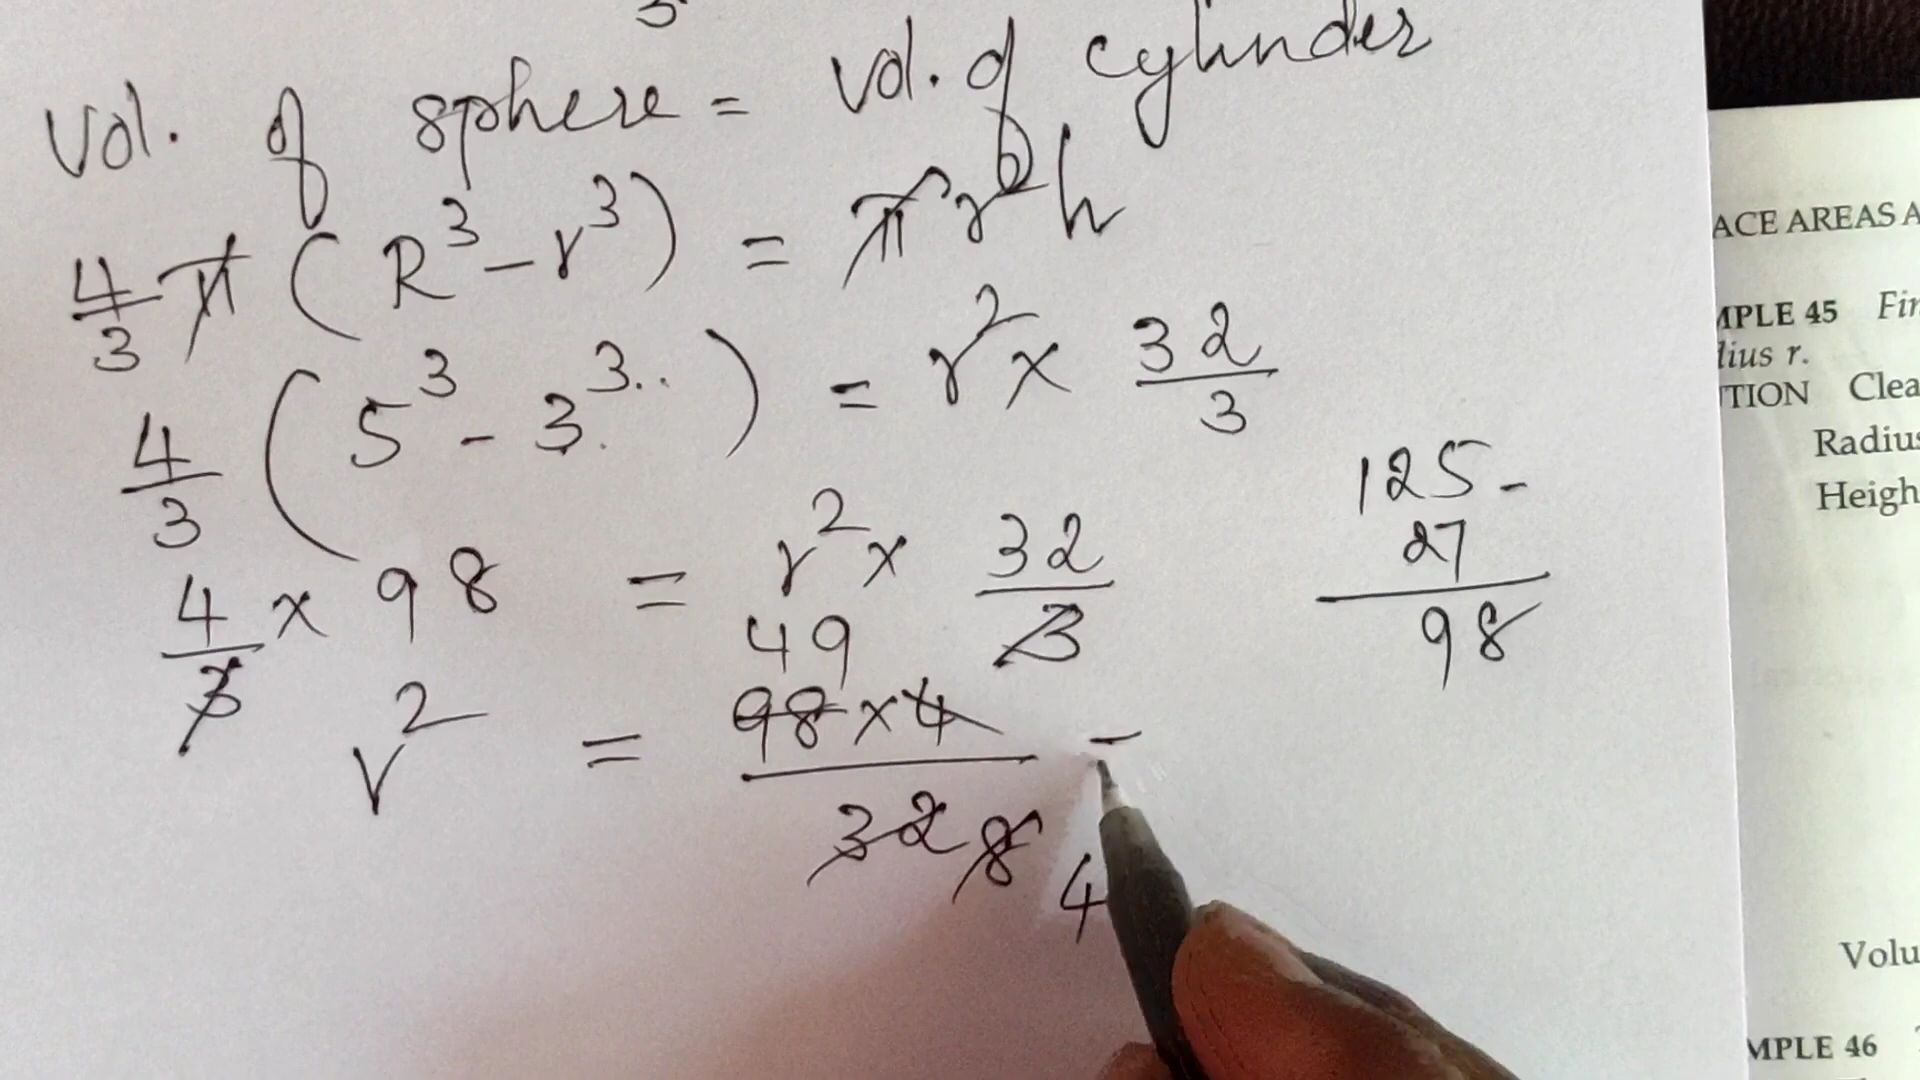 3
Vol. of sphere = Vol. of cylinder
4/3 π ( R³ - r³ ) = π r² h
4/3 ( 5³ - 3³ ) = r² x 32/3
4/3 x 98 = r² x 32/3
125 -
27
98
49
r² = 98 x 4 / 32 =
8
4
ACE AREAS A
MPLE 45
dius r.
TION Clea
Radius
Heigh
Volu
MPLE 46